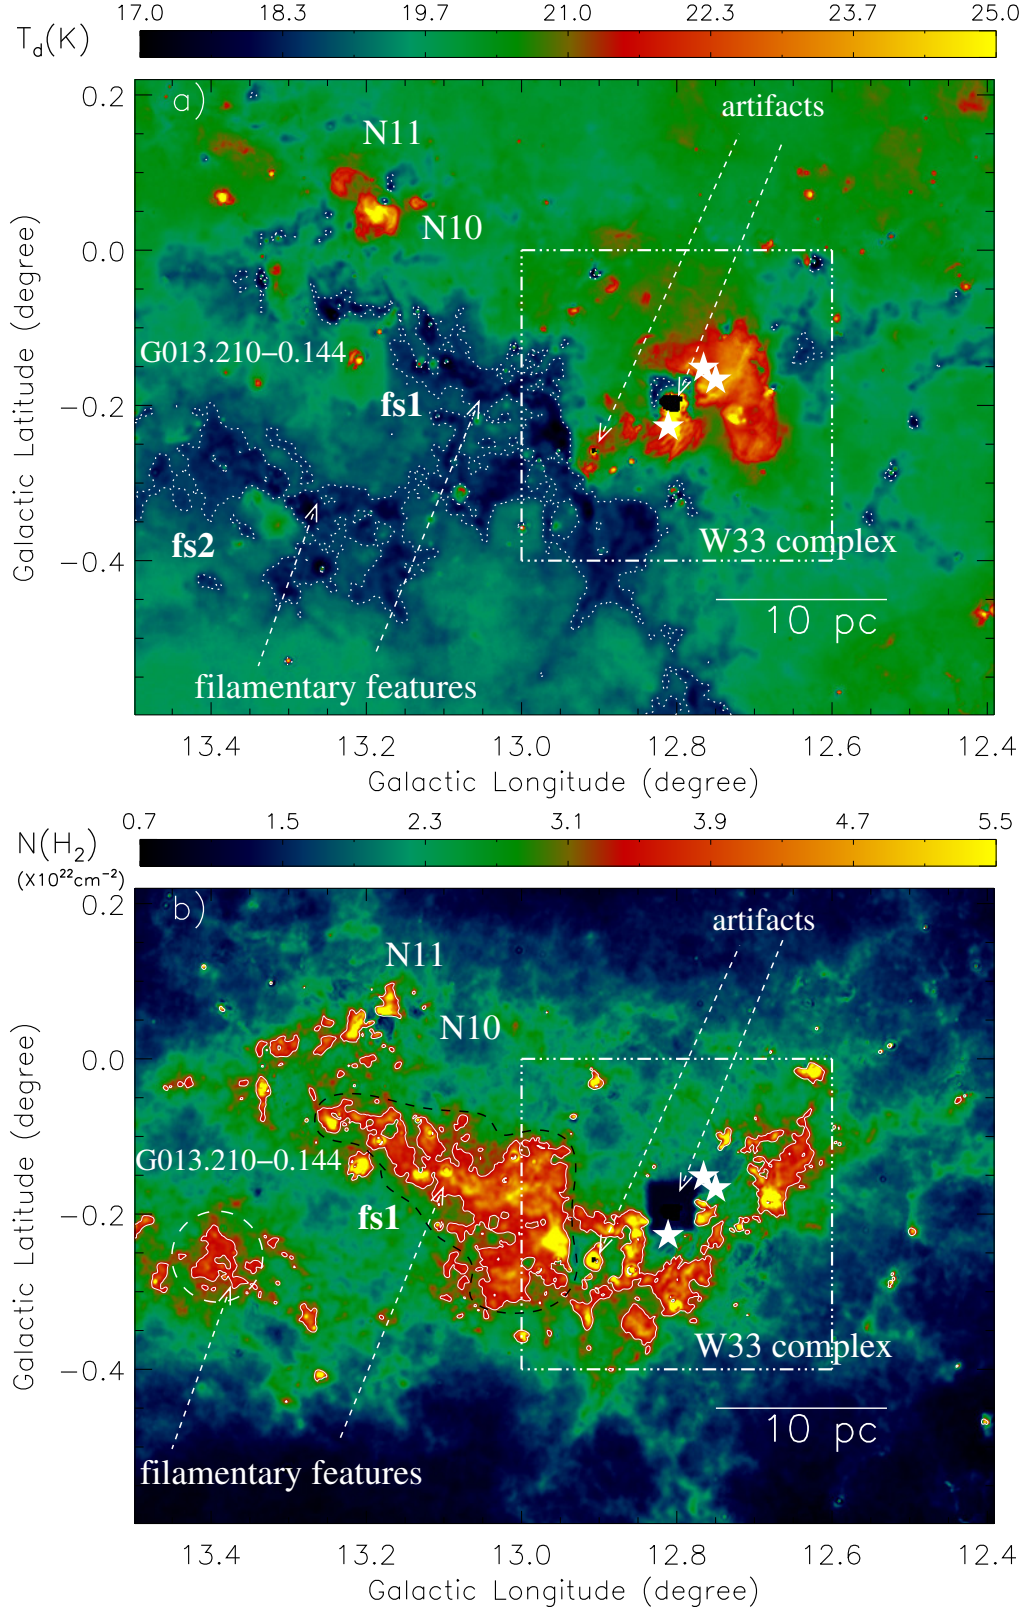 17.0 18.3 19.7 21.0 22.3 23.7 25.0
Td(K)
a)
artifacts
N11
N10
G013.210−0.144
fs1
fs2
W33 complex
10 pc
filamentary features
0.2
0.0
−0.2
−0.4
Galactic Latitude (degree)
13.4 13.2 13.0 12.8 12.6 12.4
Galactic Longitude (degree)
0.7 1.5 2.3 3.1 3.9 4.7 5.5
N(H2)
(X10²²cm⁻²)
b)
artifacts
N11
N10
G013.210−0.144
fs1
W33 complex
10 pc
filamentary features
0.2
0.0
−0.2
−0.4
Galactic Latitude (degree)
13.4 13.2 13.0 12.8 12.6 12.4
Galactic Longitude (degree)